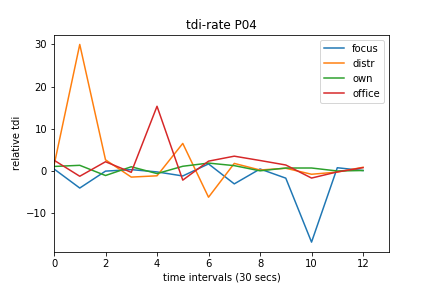 tdi-rate P04
relative tdi
30
20
10
0
−10
focus
distr
own
office
0 2 4 6 8 10 12
time intervals (30 secs)